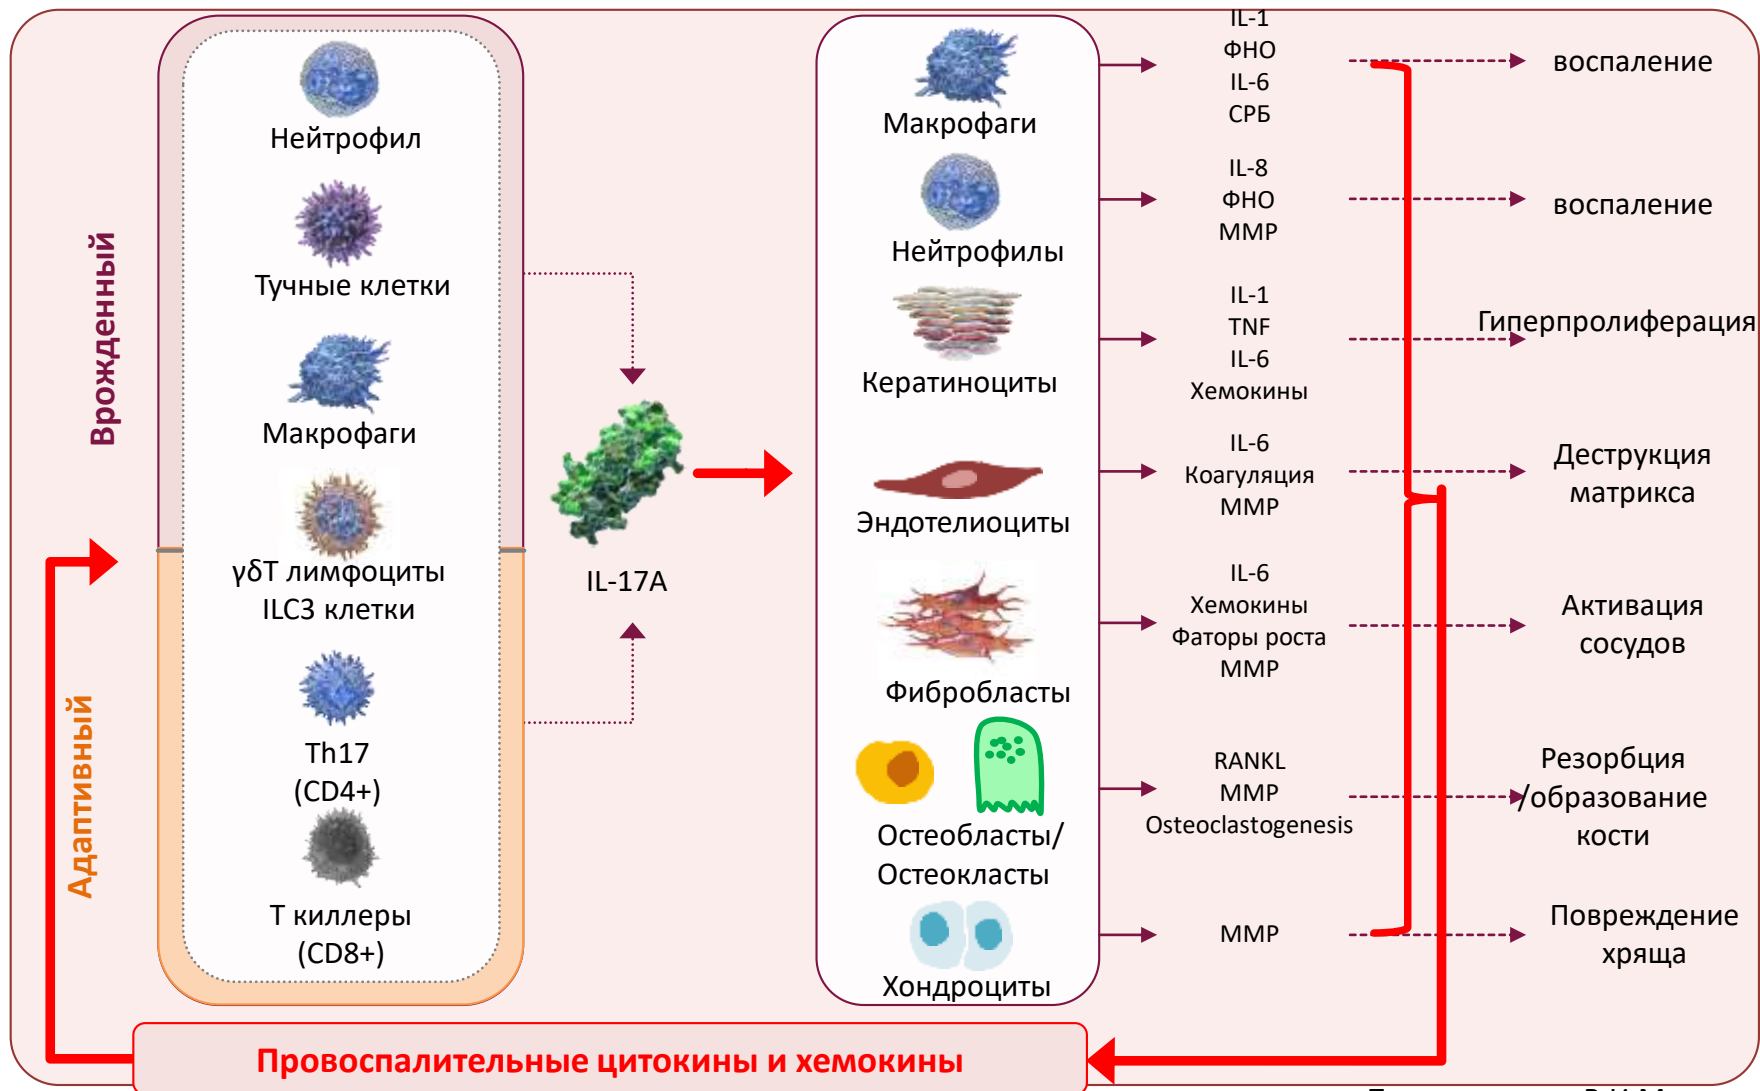 Врожденный
Адаптивный
Нейтрофил
Тучные клетки
Макрофаги
γδТ лимфоциты
ILC3 клетки
Th17
(CD4+)
Т киллеры
(CD8+)
IL-17A
Макрофаги
Нейтрофилы
Кератиноциты
Эндотелиоциты
Фибробласты
Остеобласты/
Остеокласты
Хондроциты
IL-1
ФНО
IL-6
СРБ
IL-8
ФНО
MMP
IL-1
TNF
IL-6
Хемокины
IL-6
Коагуляция
MMP
IL-6
Хемокины
Фаторы роста
MMP
RANKL
MMP
Osteoclastogenesis
MMP
воспаление
воспаление
Гиперпролиферация
Деструкция
матрикса
Активация
сосудов
Резорбция
/образование
кости
Повреждение
хряща
Провоспалительные цитокины и хемокины